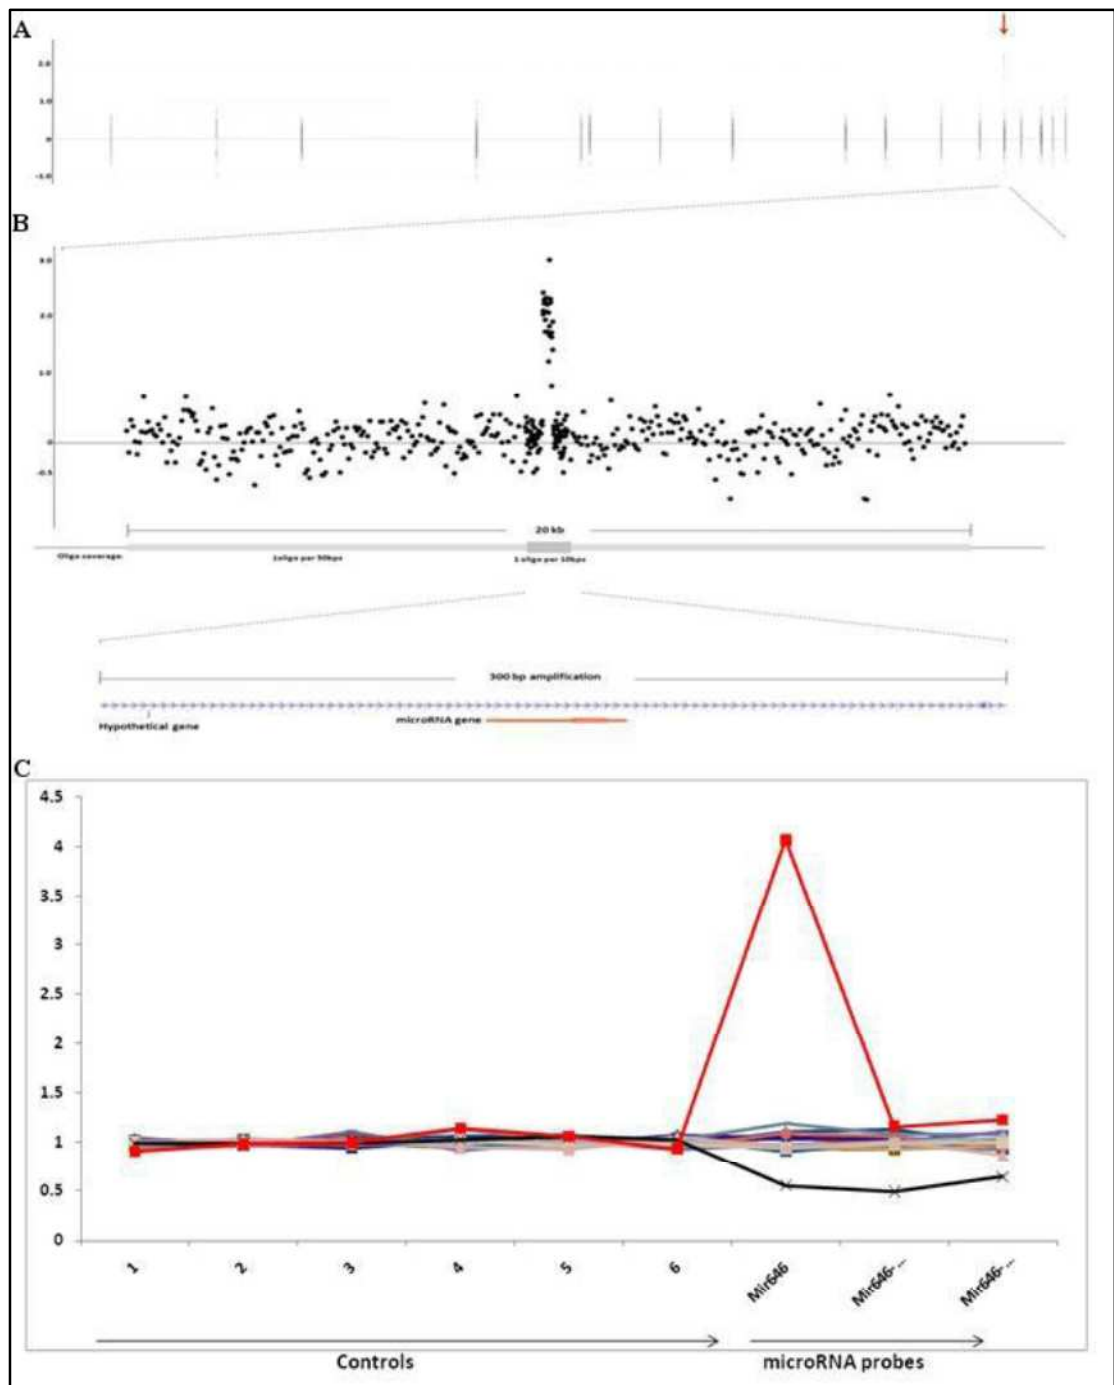 A
2.0
1.0
0
-1.0
B
3.0
2.0
1.0
0
-0.5
20 kb
Oligo coverage:
1 oligo per 10bps
300 bp amplification
Hypothetical gene
microRNA gene
C
4.5
4
3.5
3
2.5
2
1.5
1
0.5
0
1
2
3
4
5
6
Mir646
Mir646-...
Mir646-...
Controls
microRNA probes